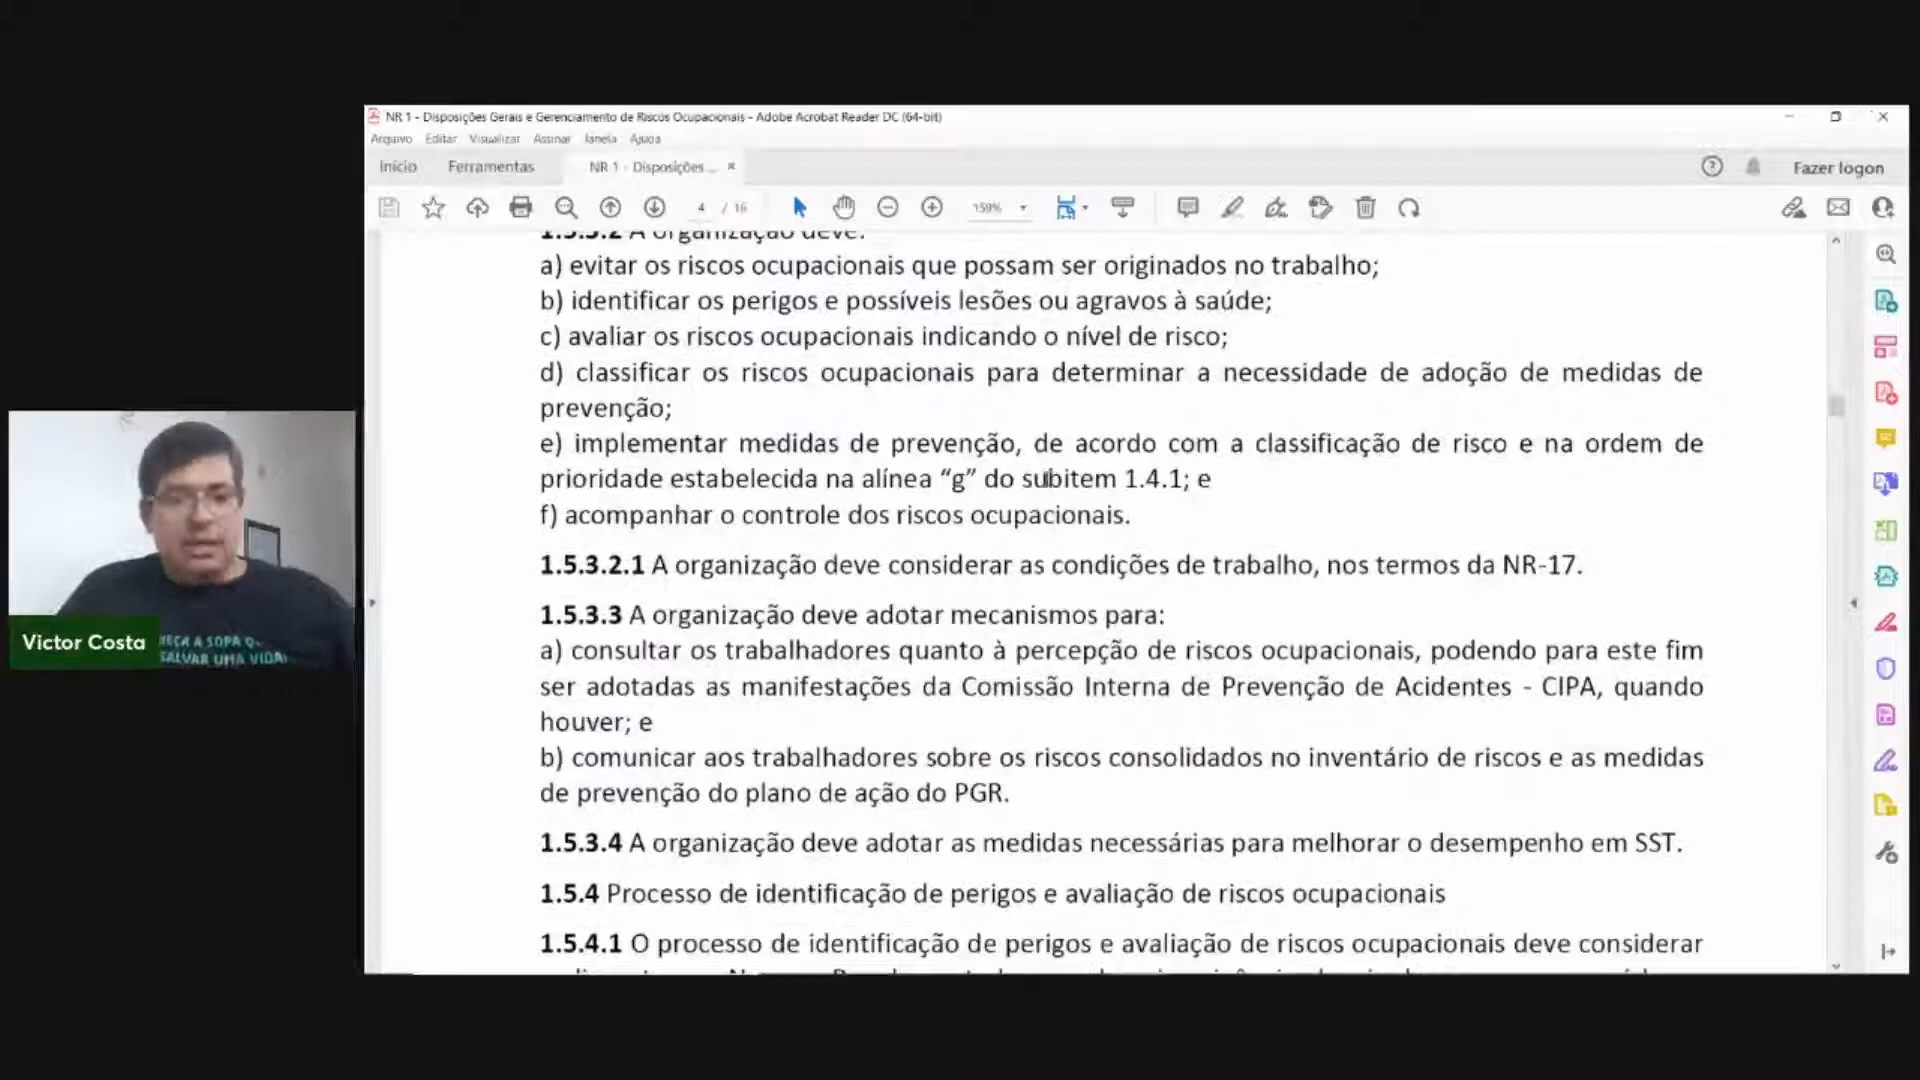 NR 1 - Disposições Gerais e Gerenciamento de Riscos Ocupacionais - Adobe Acrobat Reader DC (64-bit)
Arquivo Editar Visualizar Assinar Janela Ajuda
Início Ferramentas NR 1 - Disposições ... Fazer logon
4 / 16 159%
1.5.3.2 A organização deve:
a) evitar os riscos ocupacionais que possam ser originados no trabalho;
b) identificar os perigos e possíveis lesões ou agravos à saúde;
c) avaliar os riscos ocupacionais indicando o nível de risco;
d) classificar os riscos ocupacionais para determinar a necessidade de adoção de medidas de
prevenção;
e) implementar medidas de prevenção, de acordo com a classificação de risco e na ordem de
prioridade estabelecida na alínea “g” do subitem 1.4.1; e
f) acompanhar o controle dos riscos ocupacionais.
1.5.3.2.1 A organização deve considerar as condições de trabalho, nos termos da NR-17.
1.5.3.3 A organização deve adotar mecanismos para:
a) consultar os trabalhadores quanto à percepção de riscos ocupacionais, podendo para este fim
ser adotadas as manifestações da Comissão Interna de Prevenção de Acidentes - CIPA, quando
houver; e
b) comunicar aos trabalhadores sobre os riscos consolidados no inventário de riscos e as medidas
de prevenção do plano de ação do PGR.
1.5.3.4 A organização deve adotar as medidas necessárias para melhorar o desempenho em SST.
1.5.4 Processo de identificação de perigos e avaliação de riscos ocupacionais
1.5.4.1 O processo de identificação de perigos e avaliação de riscos ocupacionais deve considerar
Victor Costa
A SOPA
SALVAR UMA VIDA